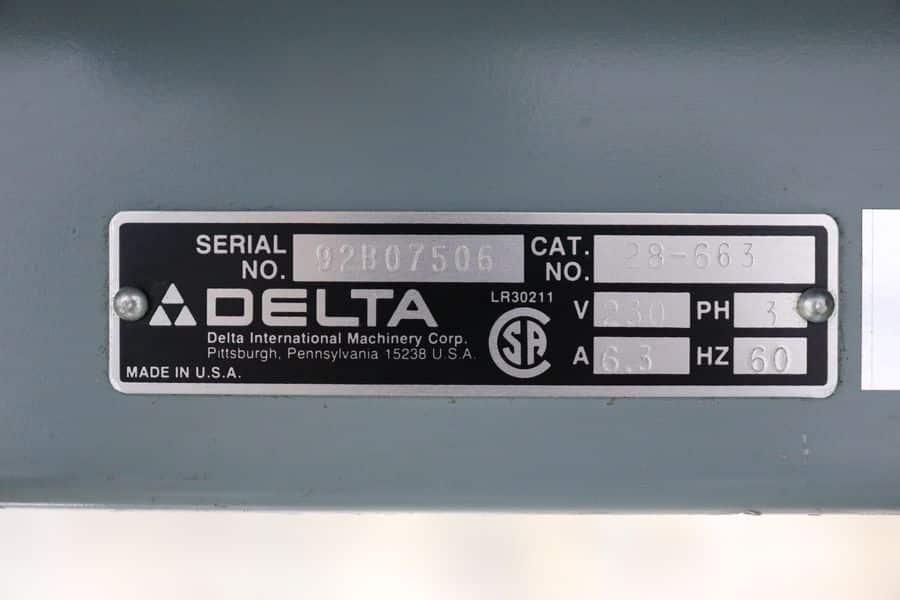 SERIAL NO. 92B07506
CAT. NO. 28-663
DELTA
LR30211
V 230 PH 3
Delta International Machinery Corp.
Pittsburgh, Pennsylvania 15238 U.S.A.
SA
A 6.3 HZ 60
MADE IN U.S.A.